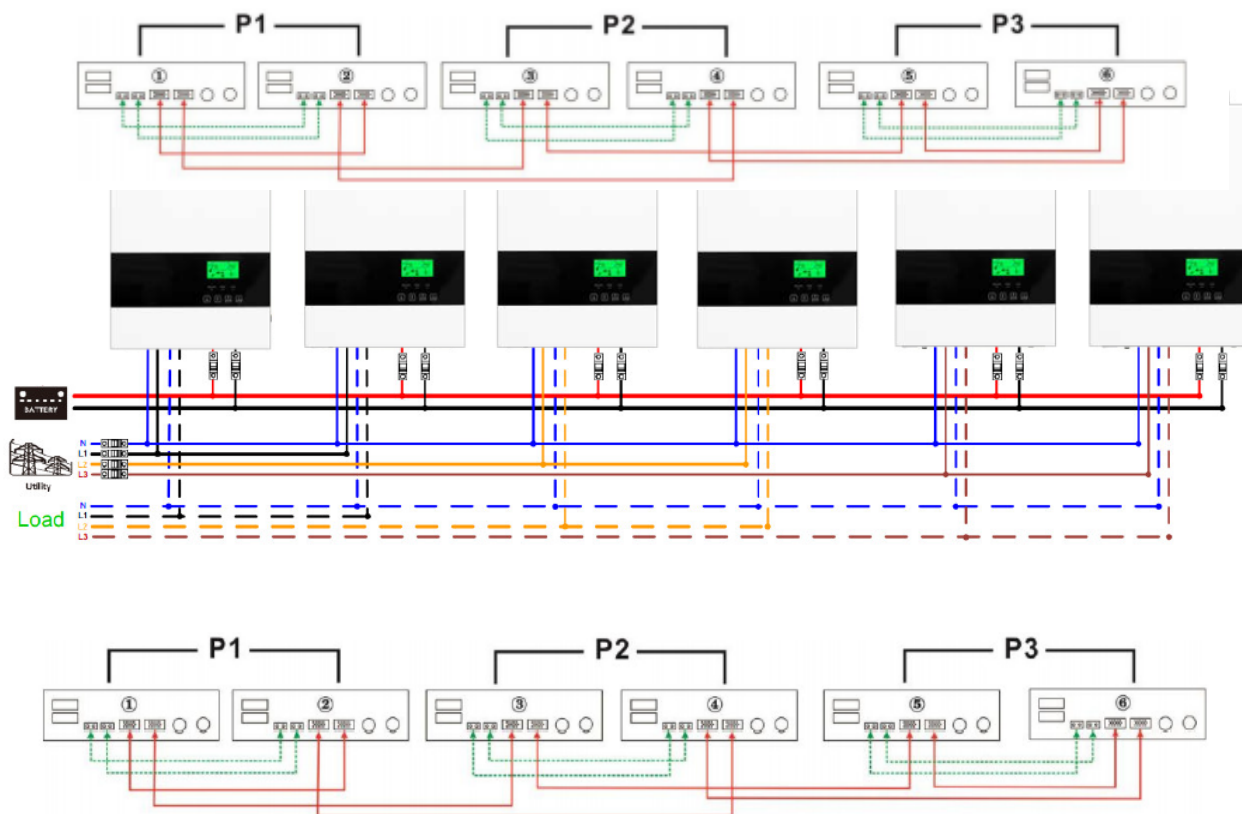 P1 P2 P3
① ② ③ ④ ⑤ ⑥
BATTERY
N
L1
L2
L3
Utility
N
L1
L2
L3
Load
P1 P2 P3
① ② ③ ④ ⑤ ⑥